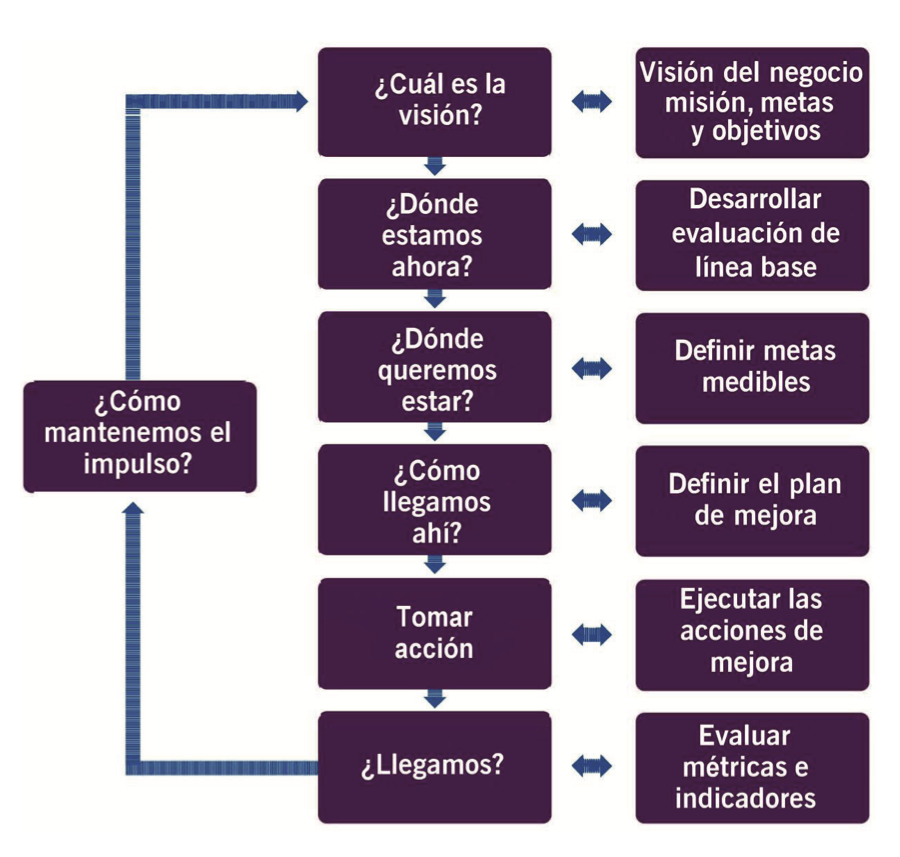 ¿Cuál es la
visión?
Visión del negocio
misión, metas
y objetivos
¿Dónde
estamos
ahora?
Desarrollar
evaluación de
línea base
¿Dónde
queremos
estar?
Definir metas
medibles
¿Cómo
mantenemos el
impulso?
¿Cómo
llegamos
ahí?
Definir el plan
de mejora
Tomar
acción
Ejecutar las
acciones de
mejora
¿Llegamos?
Evaluar
métricas e
indicadores